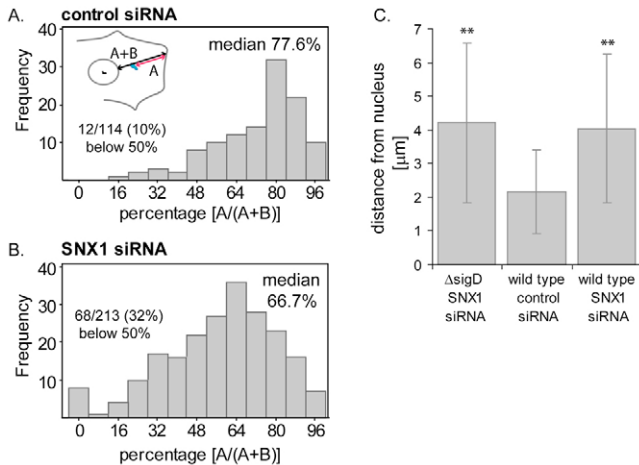 A.
control siRNA
40
30
20
10
Frequency
A+B
A
median 77.6%
12/114 (10%)
below 50%
0 16 32 48 64 80 96
percentage [A/(A+B)]
B.
SNX1 siRNA
40
30
20
10
Frequency
median
66.7%
68/213 (32%)
below 50%
0 16 32 48 64 80 96
percentage [A/(A+B)]
C.
distance from nucleus
[µm]
7
6
5
4
3
2
1
0
**
**
ΔsigD
SNX1
siRNA
wild type
control
siRNA
wild type
SNX1
siRNA